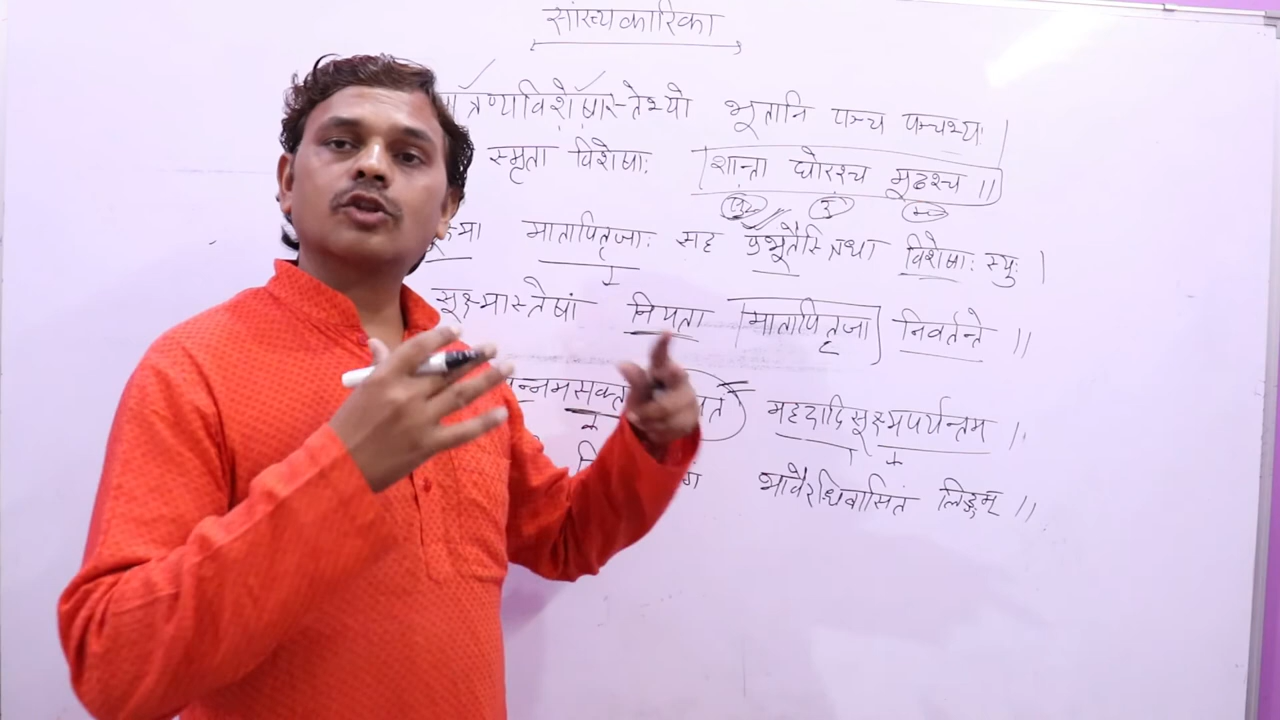 सांख्यकारिका
त्रण्यविशेषास्तेभ्यो भूतानि पञ्च पञ्चभ्यः।
स्मृता विशेषाः शान्ता घोरश्च मूढश्च ॥
मातापितृजाः सह प्रभूतैस्त्रिधा विशेषाः स्युः।
सूक्ष्मास्तेषां नियता मातापितृजा निवर्तन्ते ॥
महदादिसूक्ष्मपर्यन्तम।
भावैरधिवासितं लिङ्गम् ॥